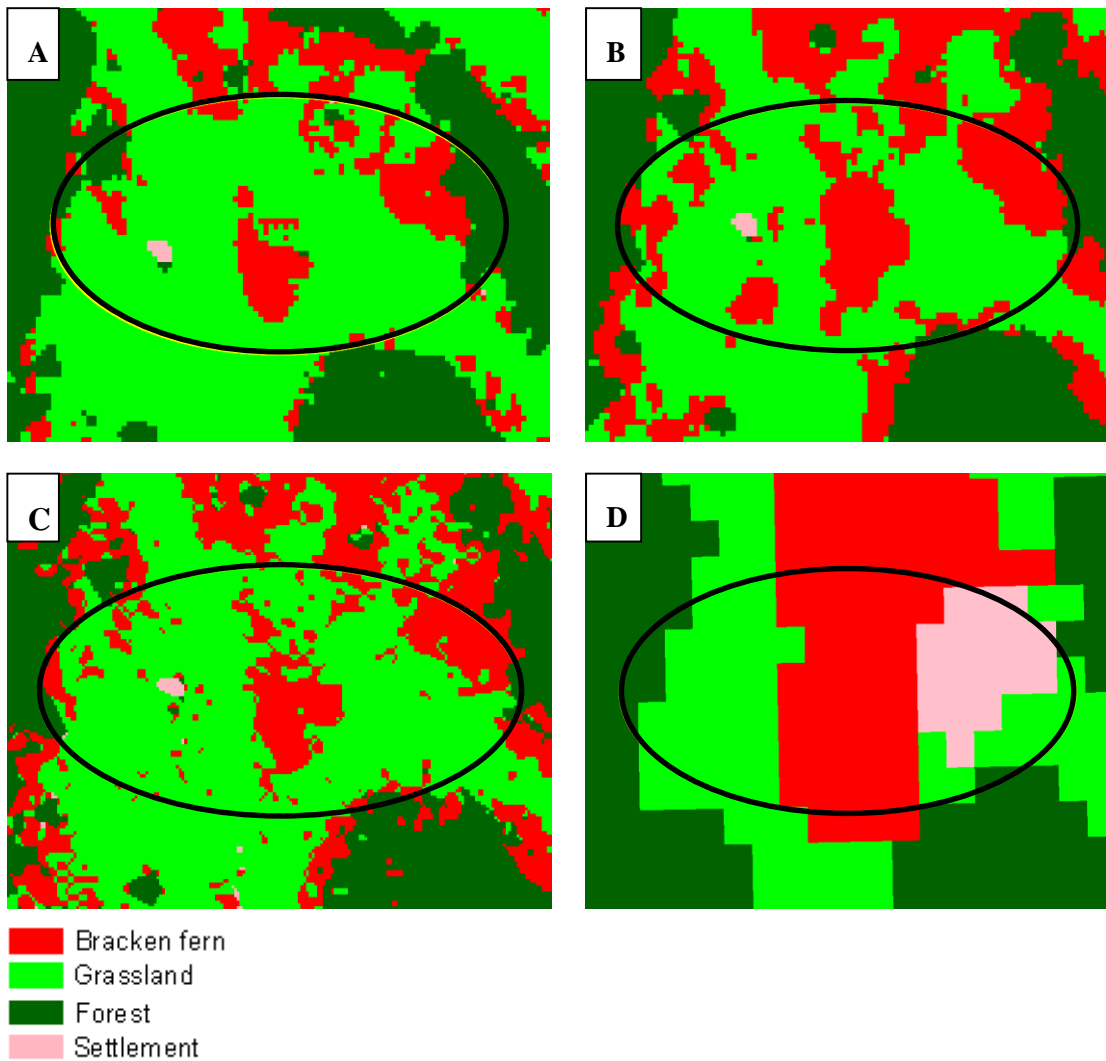 A
B
C
D
Bracken fern
Grassland
Forest
Settlement